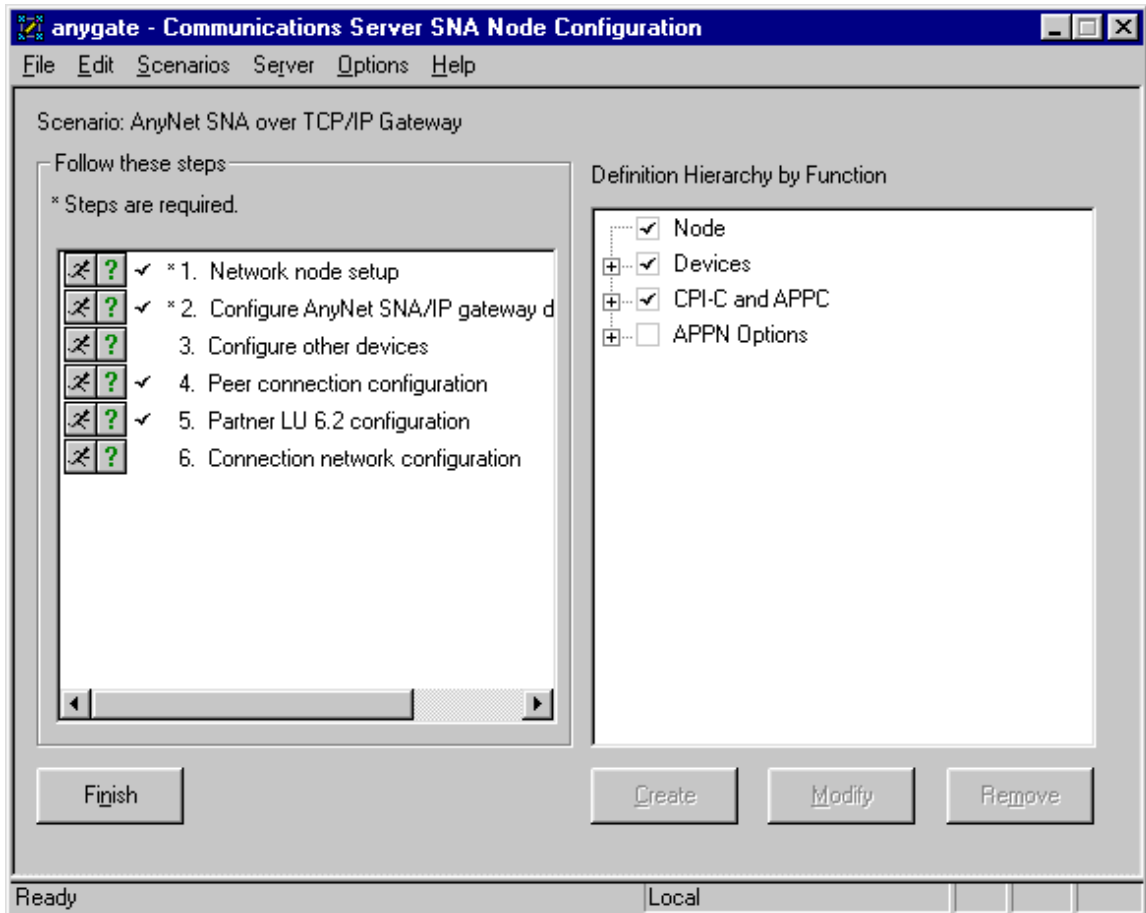 anygate - Communications Server SNA Node Configuration
File Edit Scenarios Server Options Help
Scenario: AnyNet SNA over TCP/IP Gateway
Follow these steps
* Steps are required.
? * 1. Network node setup
? * 2. Configure AnyNet SNA/IP gateway d
? 3. Configure other devices
? 4. Peer connection configuration
? 5. Partner LU 6.2 configuration
? 6. Connection network configuration
Finish
Definition Hierarchy by Function
Node
Devices
CPI-C and APPC
APPN Options
Create Modify Remove
Ready Local